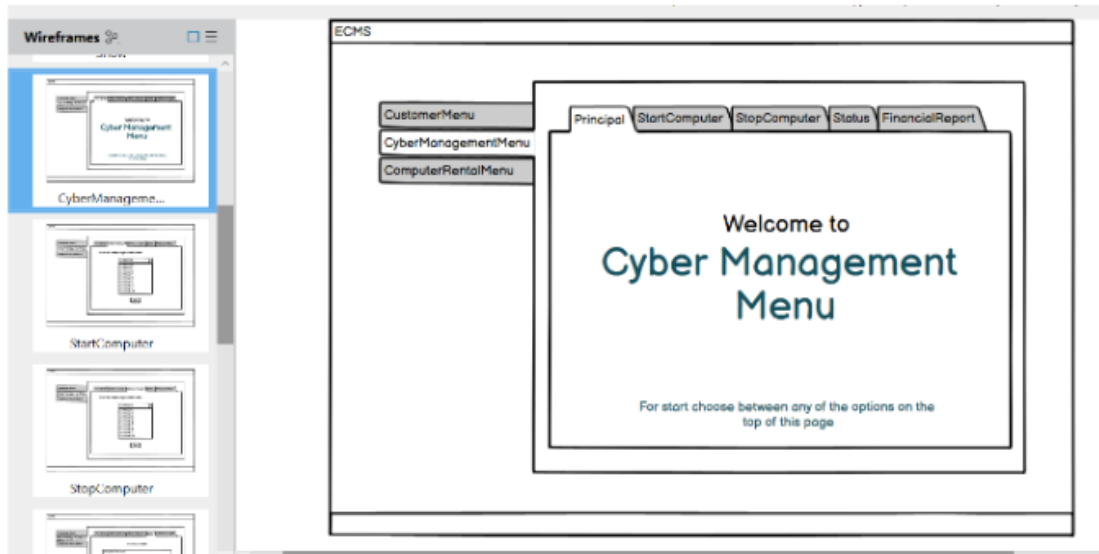 Wireframes
CyberManageme...
StartComputer
StopComputer
ECMS
CustomerMenu
CyberManagementMenu
ComputerRentalMenu
Principal StartComputer StopComputer Status FinancialReport
Welcome to
Cyber Management
Menu
For start choose between any of the options on the
top of this page